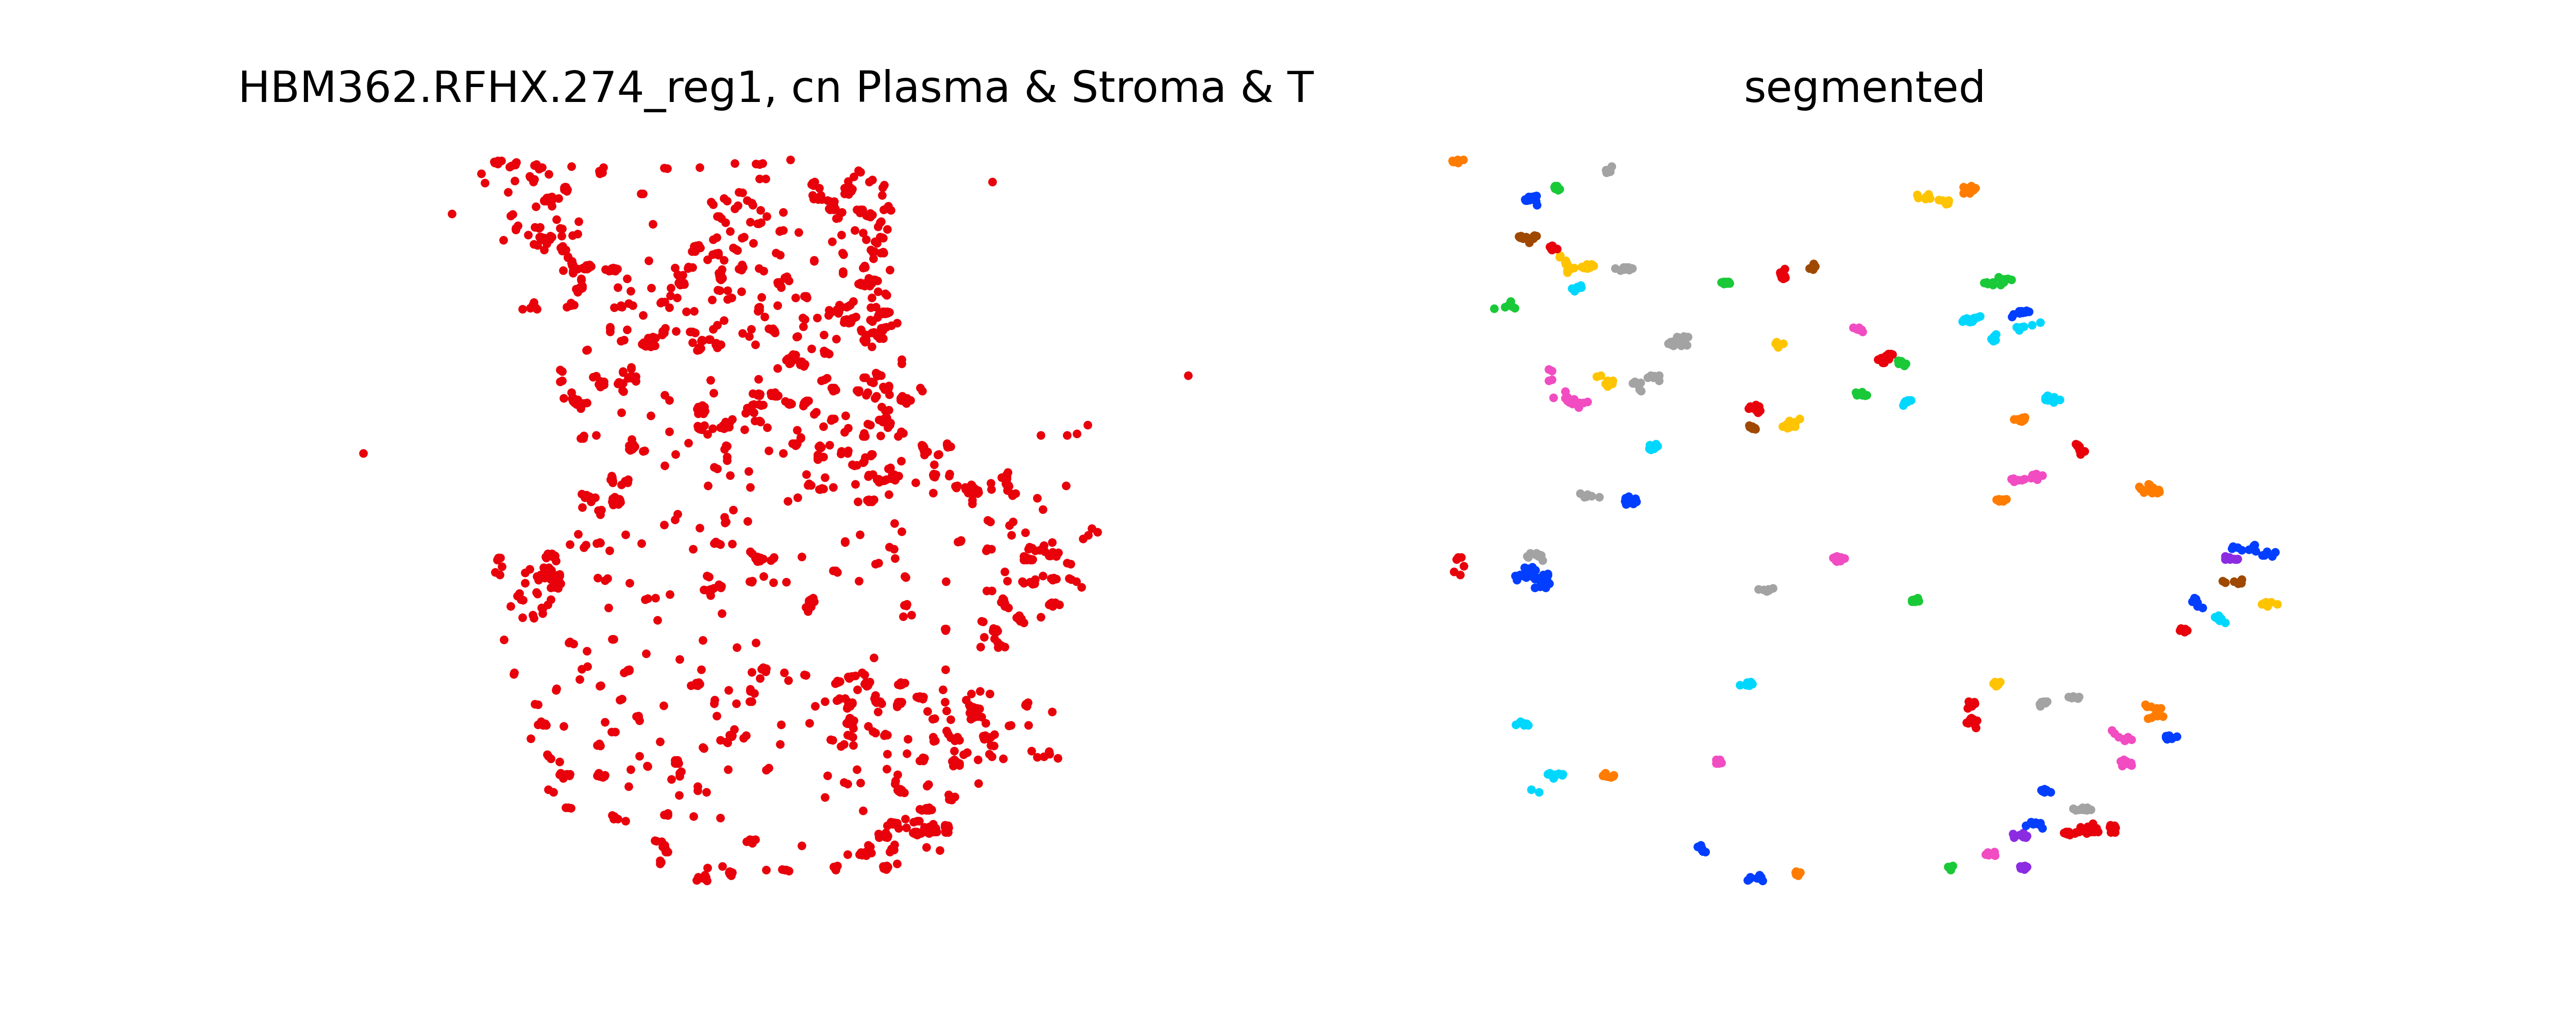 HBM362.RFHX.274_reg1, cn Plasma & Stroma & T
segmented